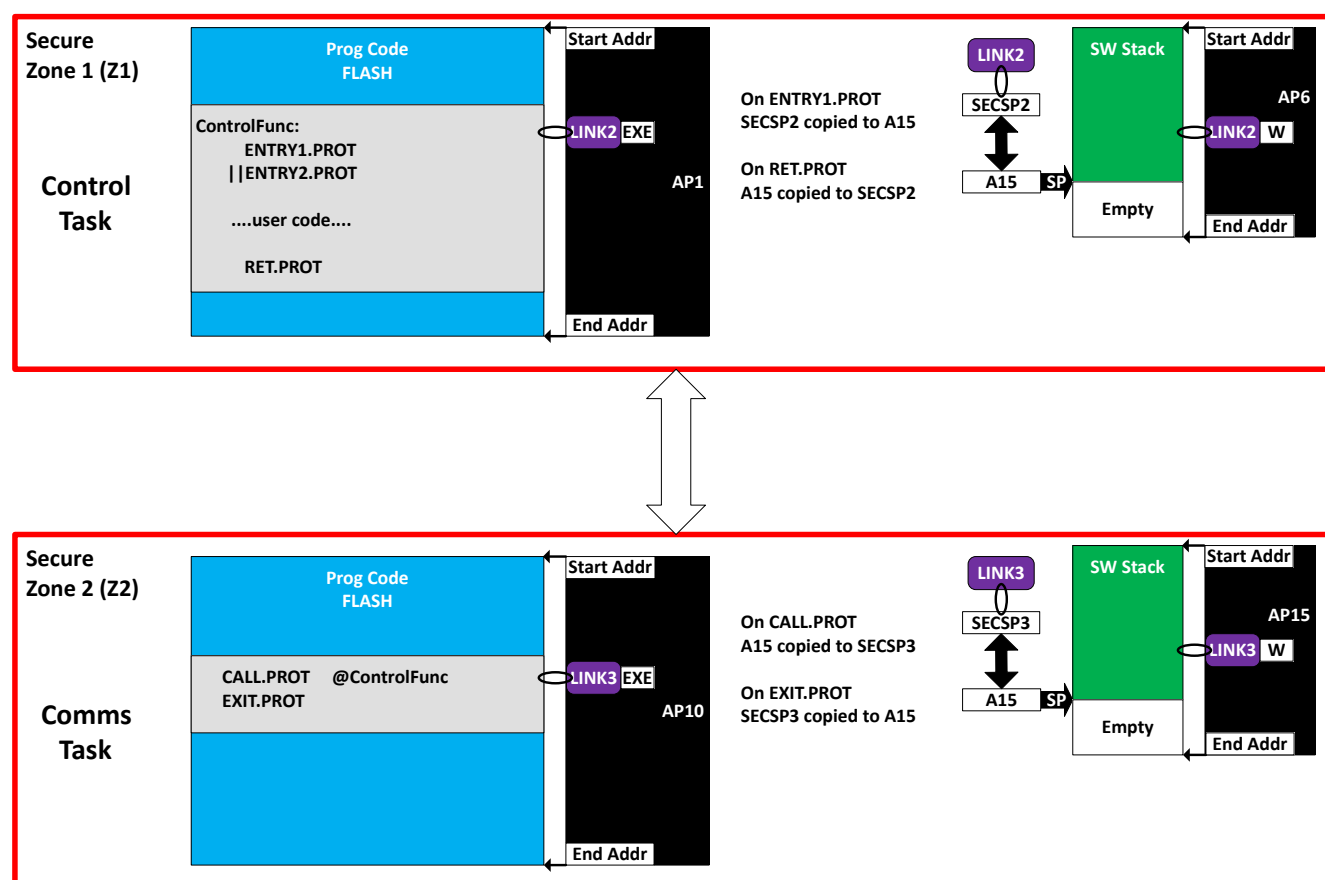 Secure
Zone 1 (Z1)
Control
Task
Prog Code
FLASH
ControlFunc:
ENTRY1.PROT
||ENTRY2.PROT
....user code....
RET.PROT
Start Addr
LINK2 EXE
AP1
End Addr
On ENTRY1.PROT
SECSP2 copied to A15
On RET.PROT
A15 copied to SECSP2
LINK2
SECSP2
A15 SP
SW Stack
Empty
Start Addr
AP6
LINK2 W
End Addr
Secure
Zone 2 (Z2)
Comms
Task
Prog Code
FLASH
CALL.PROT @ControlFunc
EXIT.PROT
Start Addr
LINK3 EXE
AP10
End Addr
On CALL.PROT
A15 copied to SECSP3
On EXIT.PROT
SECSP3 copied to A15
LINK3
SECSP3
A15 SP
SW Stack
Empty
Start Addr
AP15
LINK3 W
End Addr